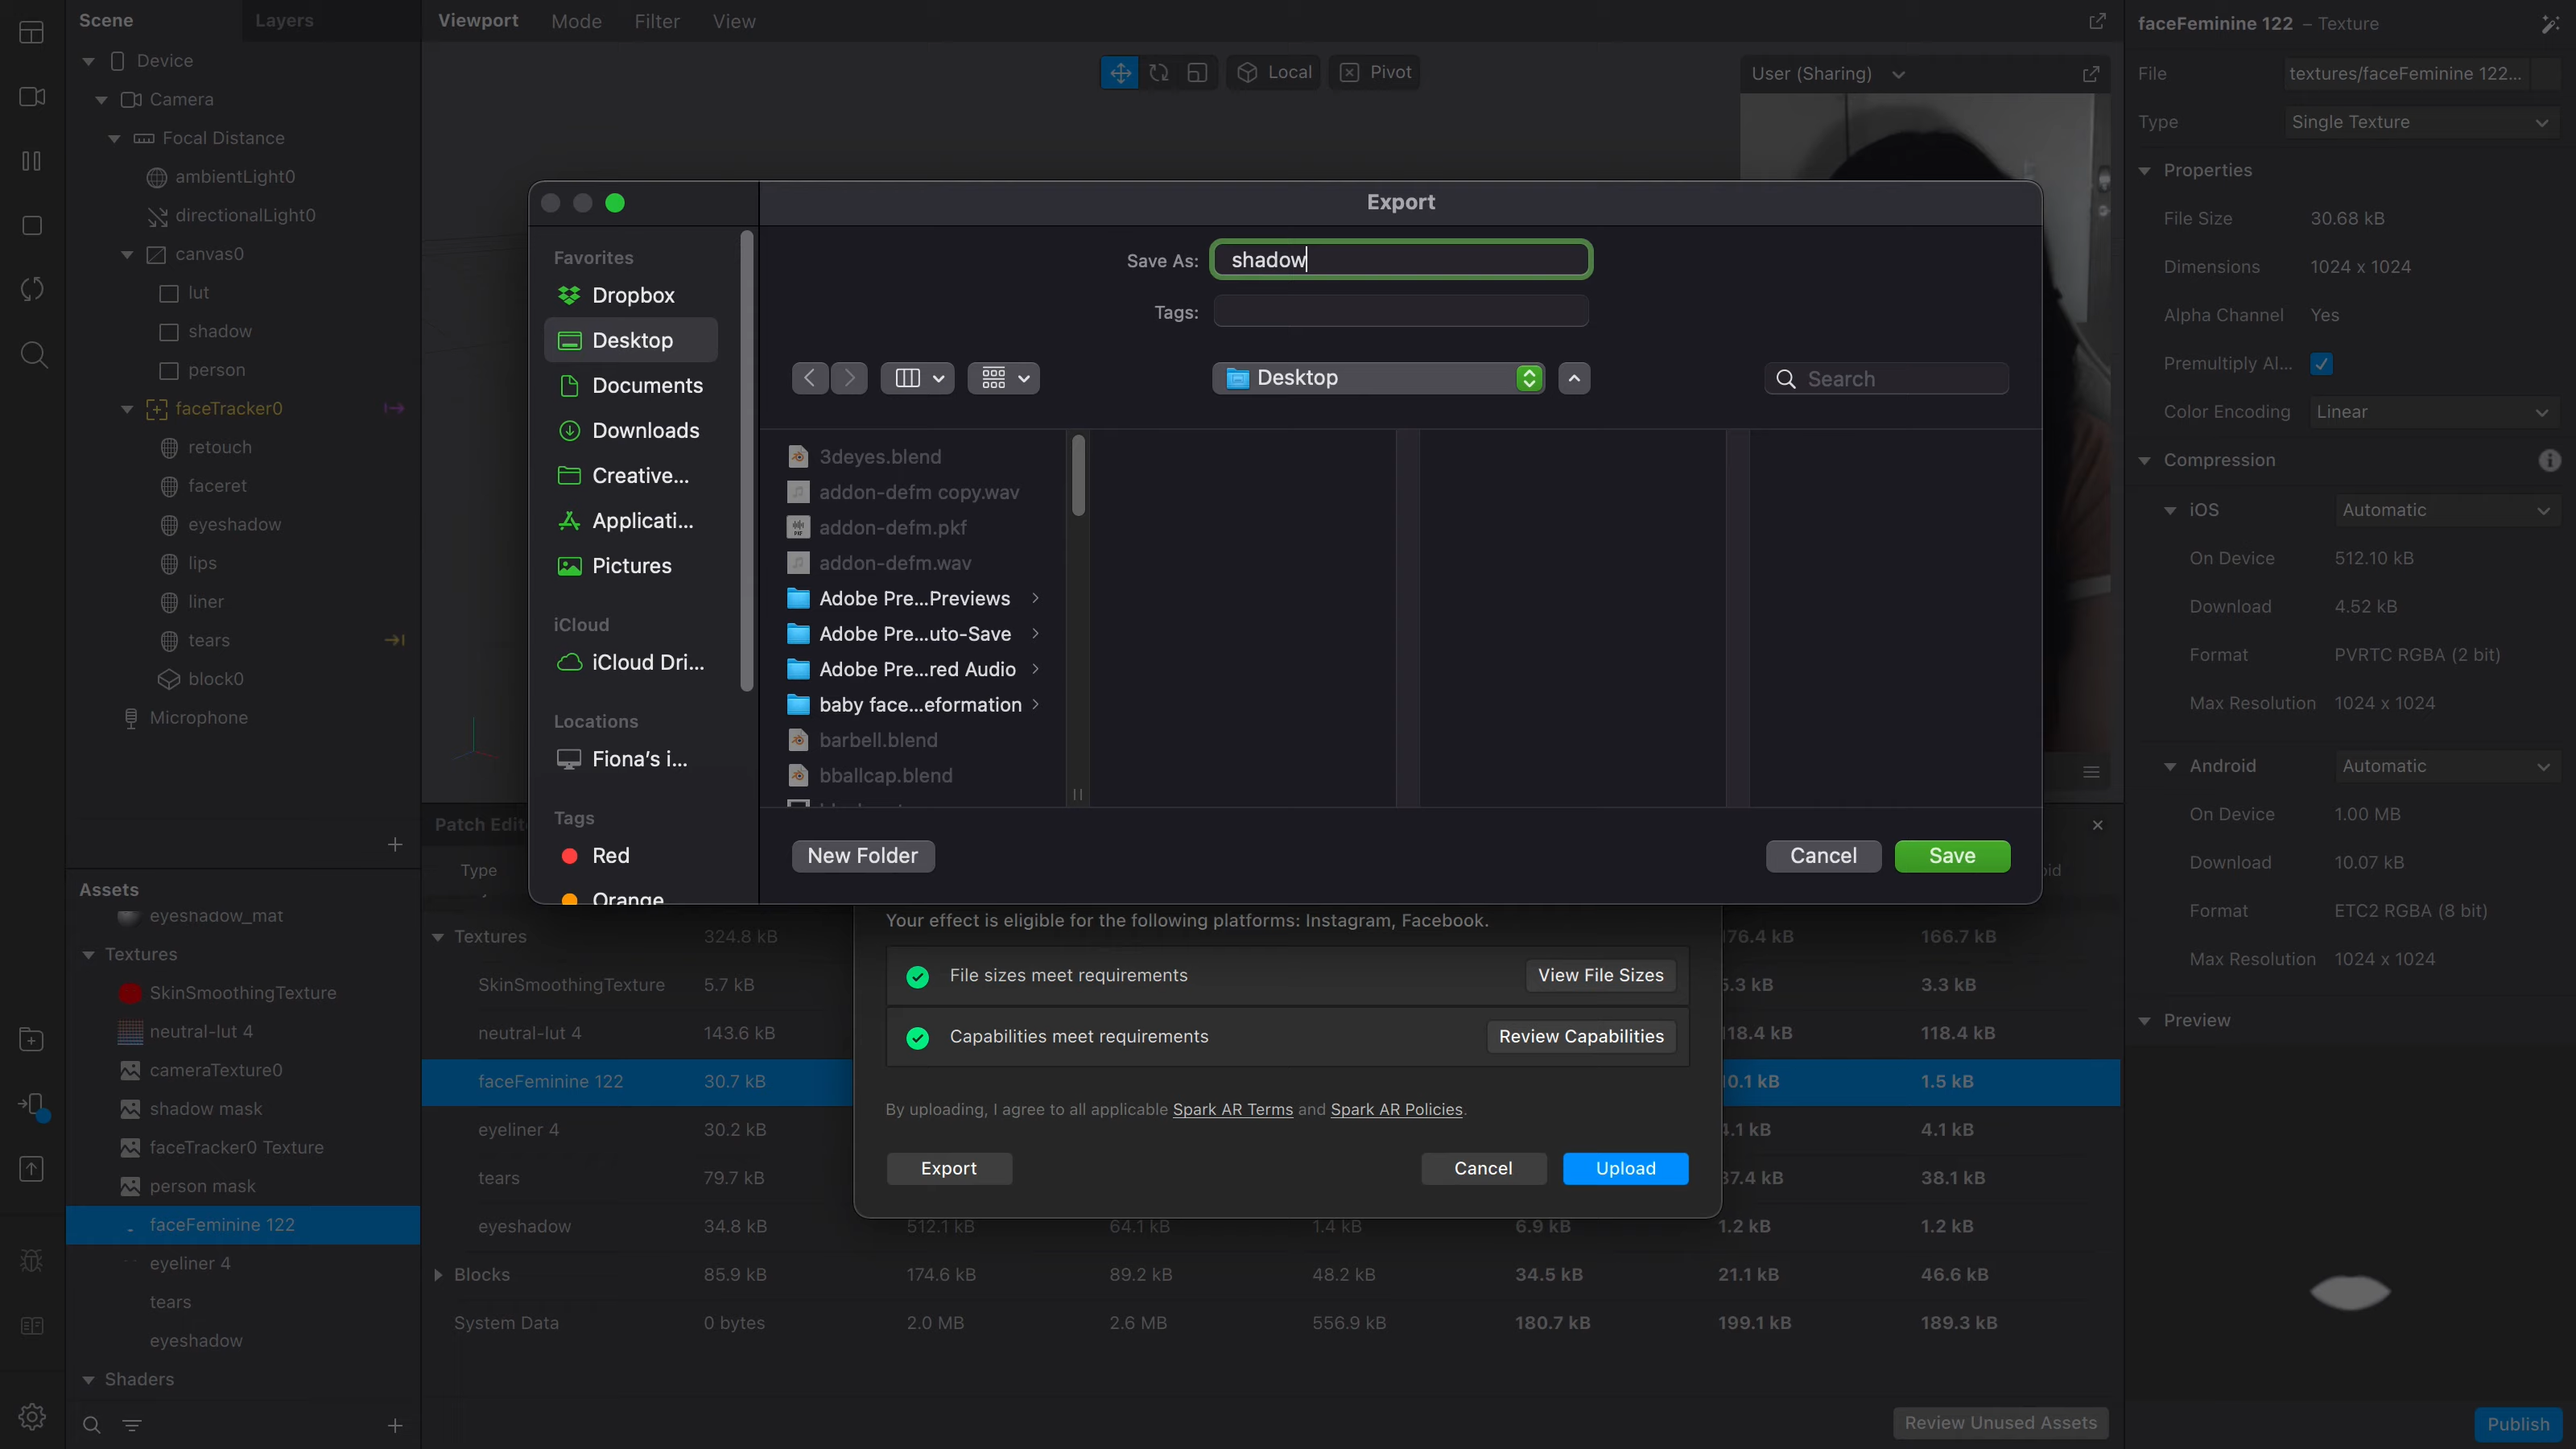 Scene
Layers
Device
Camera
Focal Distance
ambientLight0
directionalLight0
canvas0
lut
shadow
person
faceTracker0
retouch
faceret
eyeshadow
lips
liner
tears
block0
Microphone
Assets
eyeshadow_mat
Textures
SkinSmoothingTexture
neutral-lut 4
cameraTexture0
shadow mask
faceTracker0 Texture
person mask
faceFeminine 122
eyeliner 4
tears
eyeshadow
Shaders
Viewport Mode Filter View
Local
Pivot
User (Sharing)
Export
Favorites
Dropbox
Desktop
Documents
Downloads
Creative...
Applicati...
Pictures
iCloud
iCloud Dri...
Locations
Fiona's i...
Tags
Red
Orange
Save As: shadow
Tags:
Desktop
Search
3deyes.blend
addon-defm copy.wav
addon-defm.pkf
addon-defm.wav
Adobe Pre...Previews
Adobe Pre...uto-Save
Adobe Pre...red Audio
baby face...eformation
barbell.blend
bballcap.blend
New Folder
Cancel
Save
Patch Edit
Type
Textures 324.8 kB 176.4 kB 166.7 kB
SkinSmoothingTexture 5.7 kB 3.3 kB
neutral-lut 4 143.6 kB 118.4 kB 118.4 kB
faceFeminine 122 30.7 kB 10.1 kB 1.5 kB
eyeliner 4 30.2 kB 4.1 kB
tears 79.7 kB 37.4 kB 38.1 kB
eyeshadow 34.8 kB 512.1 kB 64.1 kB 1.4 kB 6.9 kB 1.2 kB 1.2 kB
Blocks 85.9 kB 174.6 kB 89.2 kB 48.2 kB 34.5 kB 21.1 kB 46.6 kB
System Data 0 bytes 2.0 MB 2.6 MB 556.9 kB 180.7 kB 199.1 kB 189.3 kB
Your effect is eligible for the following platforms: Instagram, Facebook.
File sizes meet requirements
View File Sizes
Capabilities meet requirements
Review Capabilities
By uploading, I agree to all applicable Spark AR Terms and Spark AR Policies.
Export
Cancel
Upload
Review Unused Assets
faceFeminine 122 – Texture
File textures/faceFeminine 122...
Type Single Texture
Properties
File Size 30.68 kB
Dimensions 1024 x 1024
Alpha Channel Yes
Premultiply Al...
Color Encoding Linear
Compression
iOS Automatic
On Device 512.10 kB
Download 4.52 kB
Format PVRTC RGBA (2 bit)
Max Resolution 1024 x 1024
Android Automatic
On Device 1.00 MB
Download 10.07 kB
Format ETC2 RGBA (8 bit)
Max Resolution 1024 x 1024
Preview
Publish